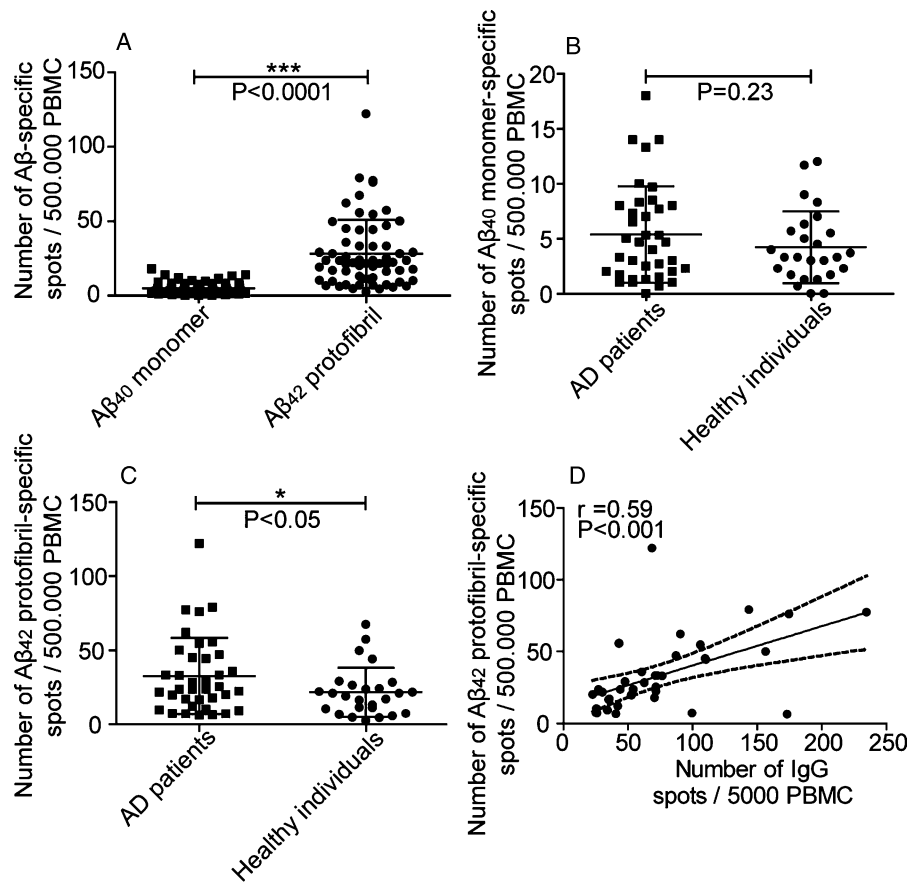 A
Number of Aβ-specific
spots / 500.000 PBMC
150
100
50
0
***
P<0.0001
Aβ40 monomer
Aβ42 protofibril
B
Number of Aβ40 monomer-specific
spots / 500.000 PBMC
20
15
10
5
0
P=0.23
AD patients
Healthy individuals
C
Number of Aβ42 protofibril-specific
spots / 500.000 PBMC
150
100
50
0
*
P<0.05
AD patients
Healthy individuals
D
Number of Aβ42 protofibril-specific
spots / 500.000 PBMC
150
100
50
0
r =0.59
P<0.001
0 50 100 150 200 250
Number of IgG
spots / 5000 PBMC